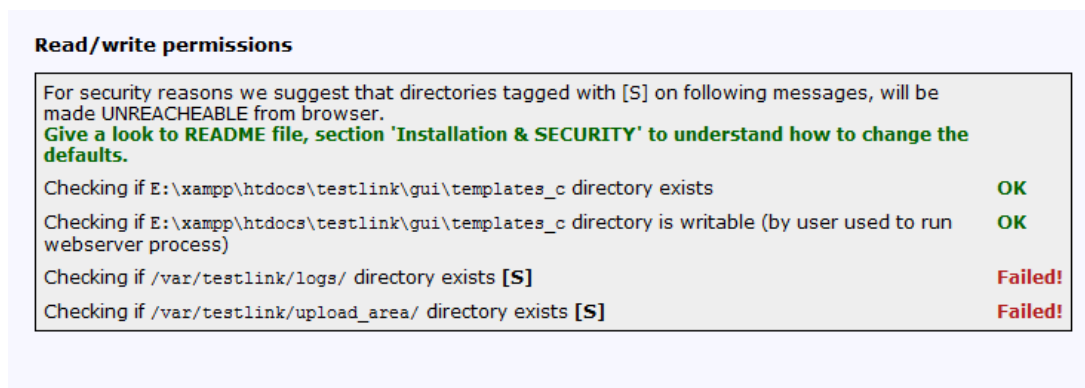 Read/write permissions
For security reasons we suggest that directories tagged with [S] on following messages, will be
made UNREACHEABLE from browser.
Give a look to README file, section 'Installation & SECURITY' to understand how to change the
defaults.
Checking if E:\xampp\htdocs\testlink\gui\templates_c directory exists OK
Checking if E:\xampp\htdocs\testlink\gui\templates_c directory is writable (by user used to run OK
webserver process)
Checking if /var/testlink/logs/ directory exists [S] Failed!
Checking if /var/testlink/upload_area/ directory exists [S] Failed!